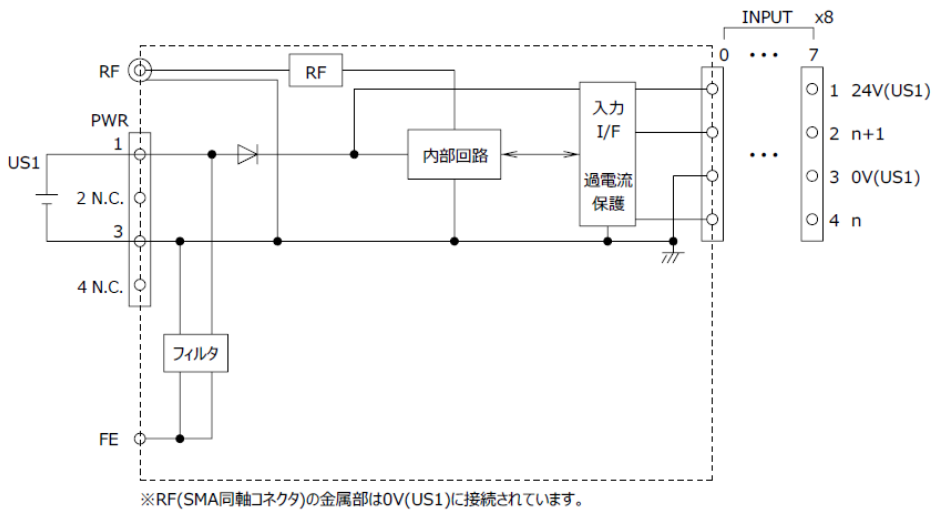 INPUT x8
0 ・・・ 7
RF
RF
PWR
1
US1
2 N.C.
3
4 N.C.
内部回路
入力
I/F
過電流
保護
・・・
1 24V(US1)
2 n+1
3 0V(US1)
4 n
フィルタ
FE
※RF(SMA同軸コネクタ)の金属部は0V(US1)に接続されています。